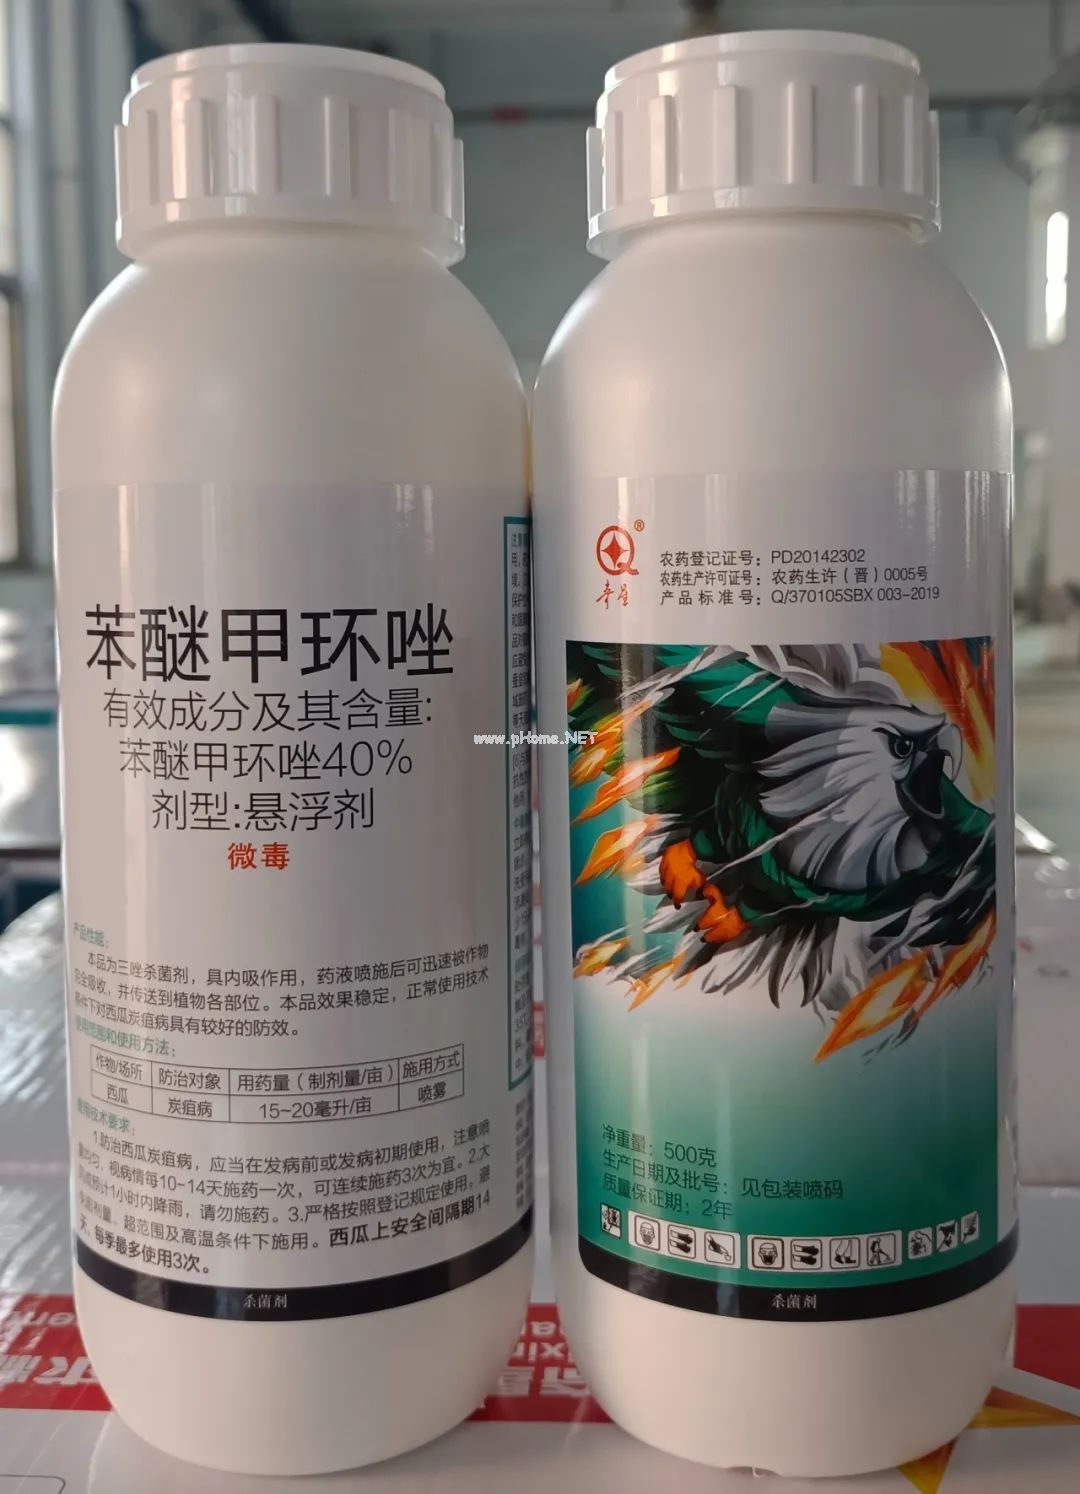 苯醚甲环唑
有效成分及其含量:
苯醚甲环唑40%
剂型:悬浮剂
微毒
产品性能:
本品为三唑杀菌剂，具内吸作用，药液喷施后可迅速被作物
完全吸收，并传送到植物各部位。本品效果稳定，正常使用技术
条件下对西瓜炭疽病具有较好的防效。
使用范围和使用方法:
作物/场所 防治对象 用药量（制剂量/亩） 施用方式
西瓜 炭疽病 15~20毫升/亩 喷雾
使用技术要求:
1.防治西瓜炭疽病，应当在发病前或发病初期使用，注意喷
雾均匀，视病情每10~14天施药一次，可连续施药3次为宜。2.大
风或预计1小时内降雨，请勿施药。3.严格按照登记规定使用。避
免超剂量、超范围及高温条件下施用。西瓜上安全间隔期14
天，每季最多使用3次。
杀菌剂
Q®
奇星
农药登记证号：PD20142302
农药生产许可证号：农药生许（晋）0005号
产品标准号：Q/370105SBX 003-2019
www.pHome.NET
净重量：500克
生产日期及批号：见包装喷码
质量保证期：2年
杀菌剂